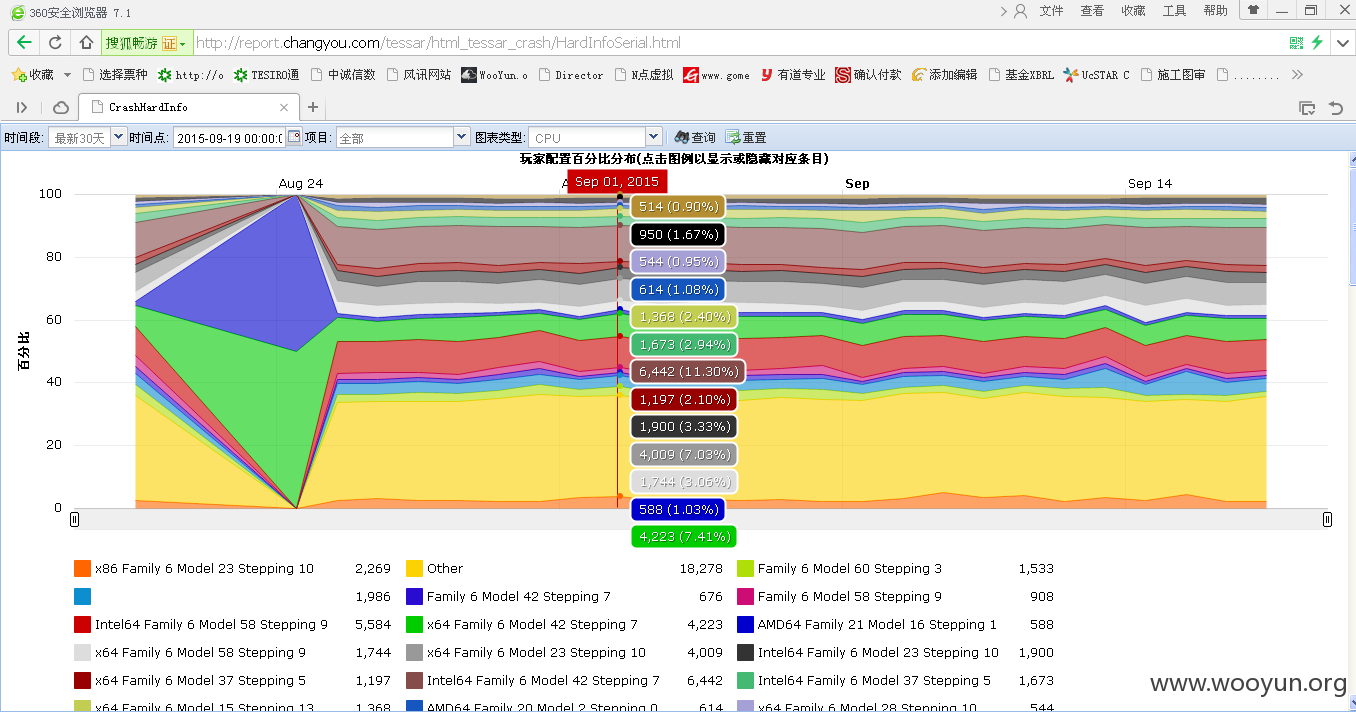 360安全浏览器 7.1
文件 查看 收藏 工具 帮助
搜狐畅游 证 http://report.changyou.com/tessar/html_tessar_crash/HardInfoSerial.html
收藏 选择票种 http://o TESIRO通 中诚信数 风讯网站 WooYun.o Director N点虚拟 www.gome 有道专业 确认付款 添加编辑 基金XBRL UcSTAR C 施工图审 ........
CrashHardInfo
时间段: 最新30天 时间点: 2015-09-19 00:00:0 项目: 全部 图表类型: CPU 查询 重置
玩家配置百分比分布(点击图例以显示或隐藏对应条目)
Aug 24 A Sep 01, 2015 Sep Sep 14
100
80
60
40
20
0
百分比
514 (0.90%)
950 (1.67%)
544 (0.95%)
614 (1.08%)
1,368 (2.40%)
1,673 (2.94%)
6,442 (11.30%)
1,197 (2.10%)
1,900 (3.33%)
4,009 (7.03%)
1,744 (3.06%)
588 (1.03%)
4,223 (7.41%)
x86 Family 6 Model 23 Stepping 10 2,269 Other 18,278 Family 6 Model 60 Stepping 3 1,533
1,986 Family 6 Model 42 Stepping 7 676 Family 6 Model 58 Stepping 9 908
Intel64 Family 6 Model 58 Stepping 9 5,584 x64 Family 6 Model 42 Stepping 7 4,223 AMD64 Family 21 Model 16 Stepping 1 588
x64 Family 6 Model 58 Stepping 9 1,744 x64 Family 6 Model 23 Stepping 10 4,009 Intel64 Family 6 Model 23 Stepping 10 1,900
x64 Family 6 Model 37 Stepping 5 1,197 Intel64 Family 6 Model 42 Stepping 7 6,442 Intel64 Family 6 Model 37 Stepping 5 1,673
x64 Family 6 Model 15 Stepping 13 1,368 AMD64 Family 20 Model 2 Stepping 0 614 x64 Family 6 Model 28 Stepping 10 544
www.wooyun.org